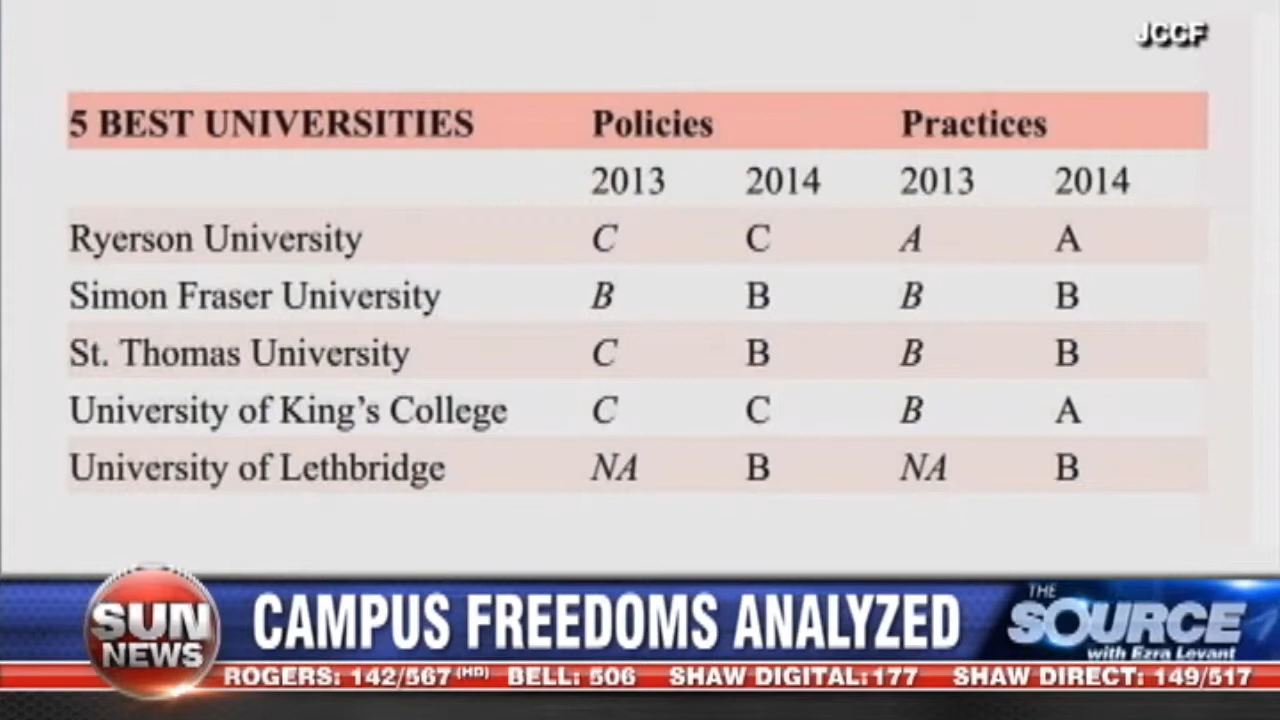 JCCF
5 BEST UNIVERSITIES Policies Practices
2013 2014 2013 2014
Ryerson University C C A A
Simon Fraser University B B B B
St. Thomas University C B B B
University of King's College C C B A
University of Lethbridge NA B NA B
SUN NEWS
CAMPUS FREEDOMS ANALYZED
THE SOURCE
with Ezra Levant
ROGERS: 142/567 (HD) BELL: 506 SHAW DIGITAL: 177 SHAW DIRECT: 149/517